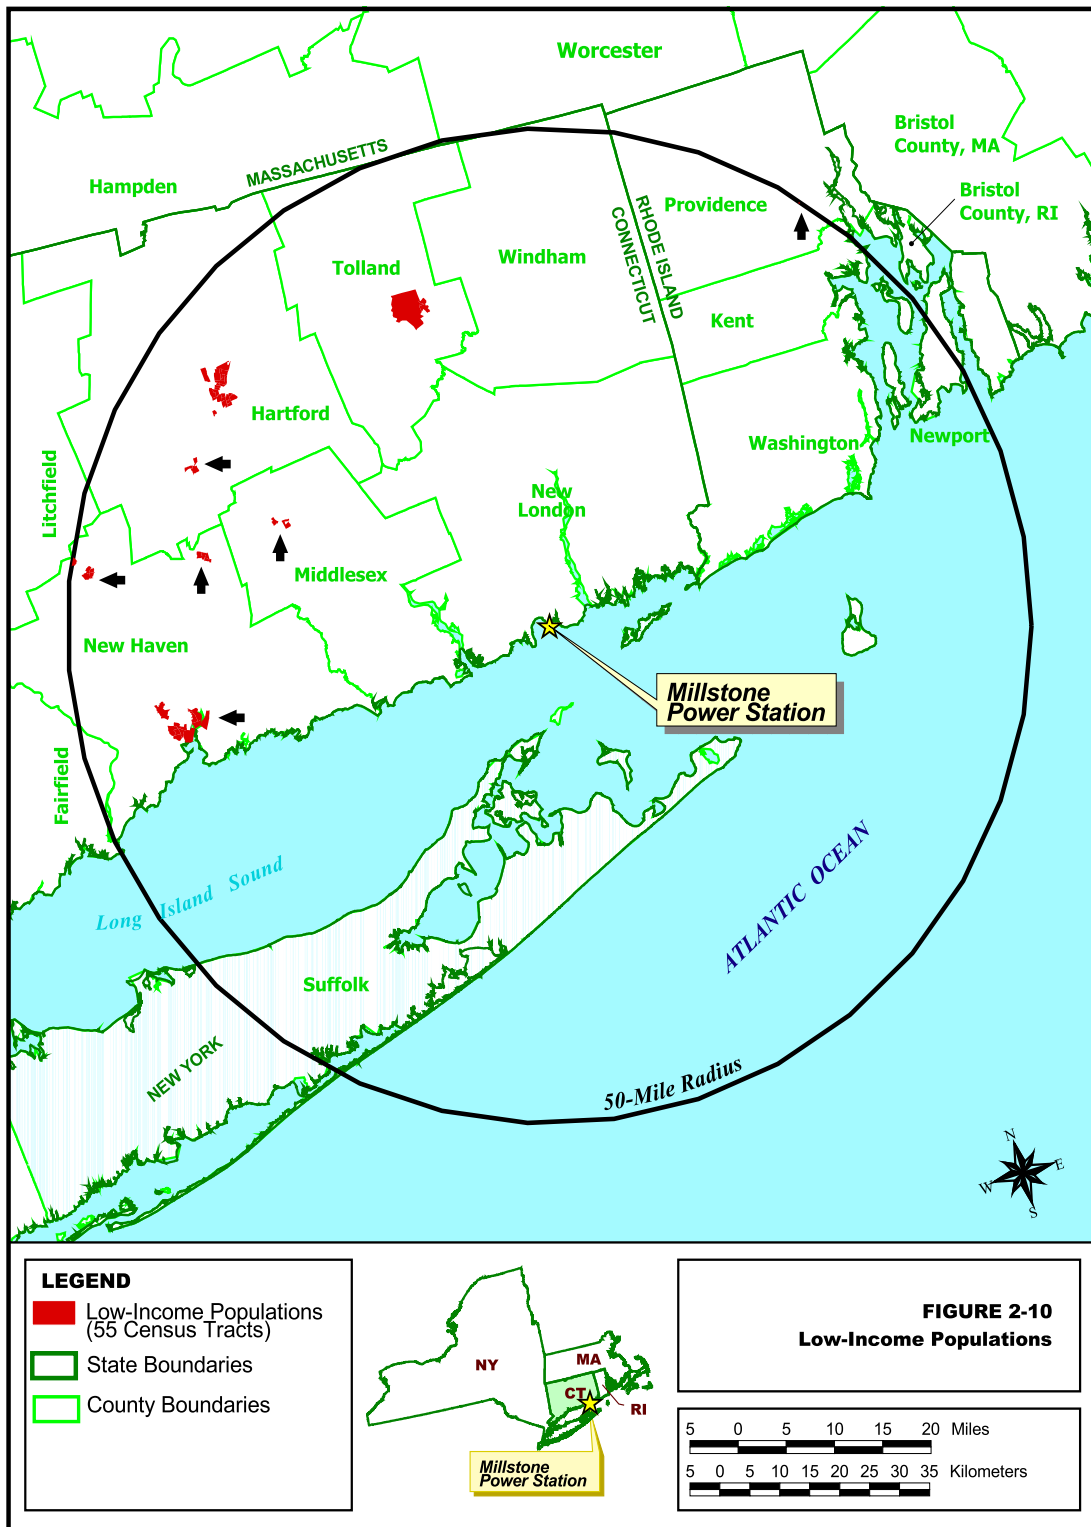 Worcester
Bristol
County, MA
MASSACHUSETTS
Hampden
Bristol
County, RI
Providence
RHODE ISLAND
CONNECTICUT
Windham
Tolland
Kent
Hartford
Washington
Newport
Litchfield
New
London
Middlesex
New Haven
Millstone
Power Station
Fairfield
Long Island Sound
ATLANTIC OCEAN
Suffolk
NEW YORK
50-Mile Radius
N
E
W
S
LEGEND
Low-Income Populations
(55 Census Tracts)
State Boundaries
County Boundaries
NY
MA
CT
RI
Millstone
Power Station
FIGURE 2-10
Low-Income Populations
5 0 5 10 15 20 Miles
5 0 5 10 15 20 25 30 35 Kilometers